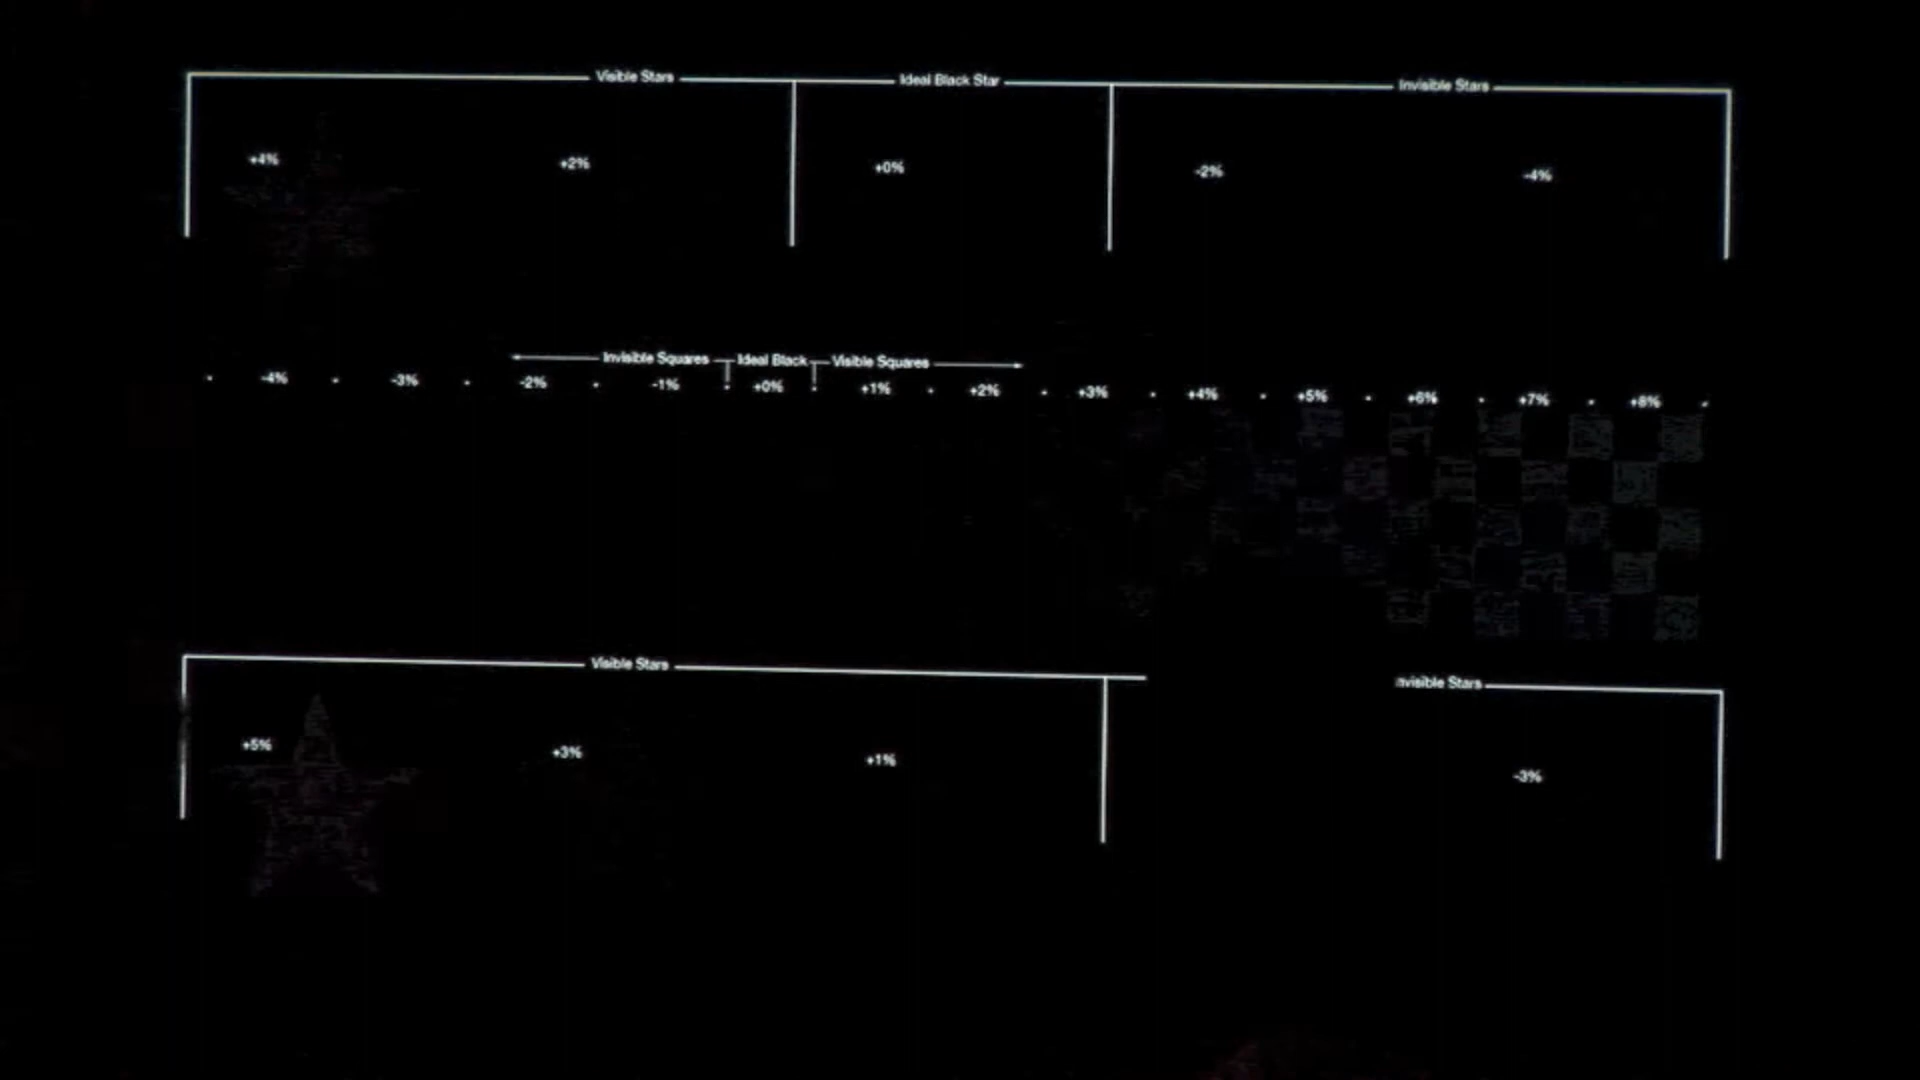 Visible Stars Ideal Black Star Invisible Stars
+4% +2% +0% -2% -4%
Invisible Squares Ideal Black Visible Squares
-4% -3% -2% -1% +0% +1% +2% +3% +4% +5% +6% +7% +8%
Visible Stars nvisible Stars
+5% +3% +1% -3%